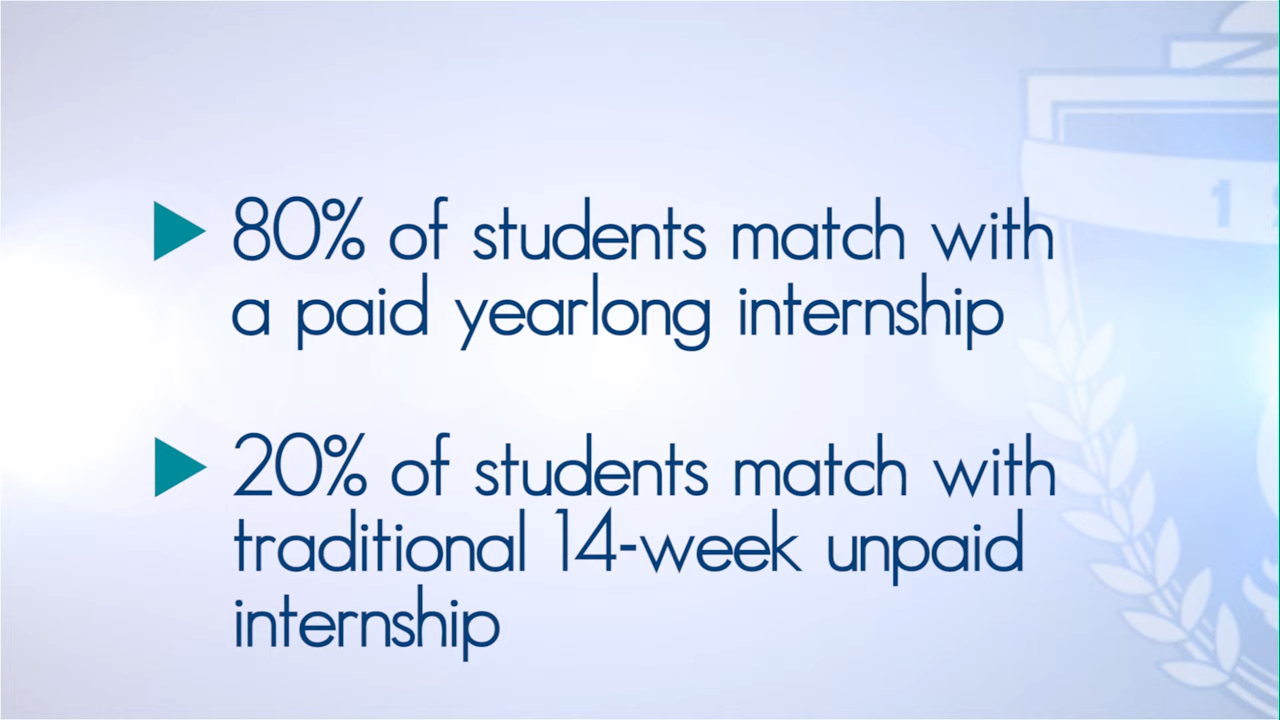 80% of students match with
a paid yearlong internship
20% of students match with
traditional 14-week unpaid
internship